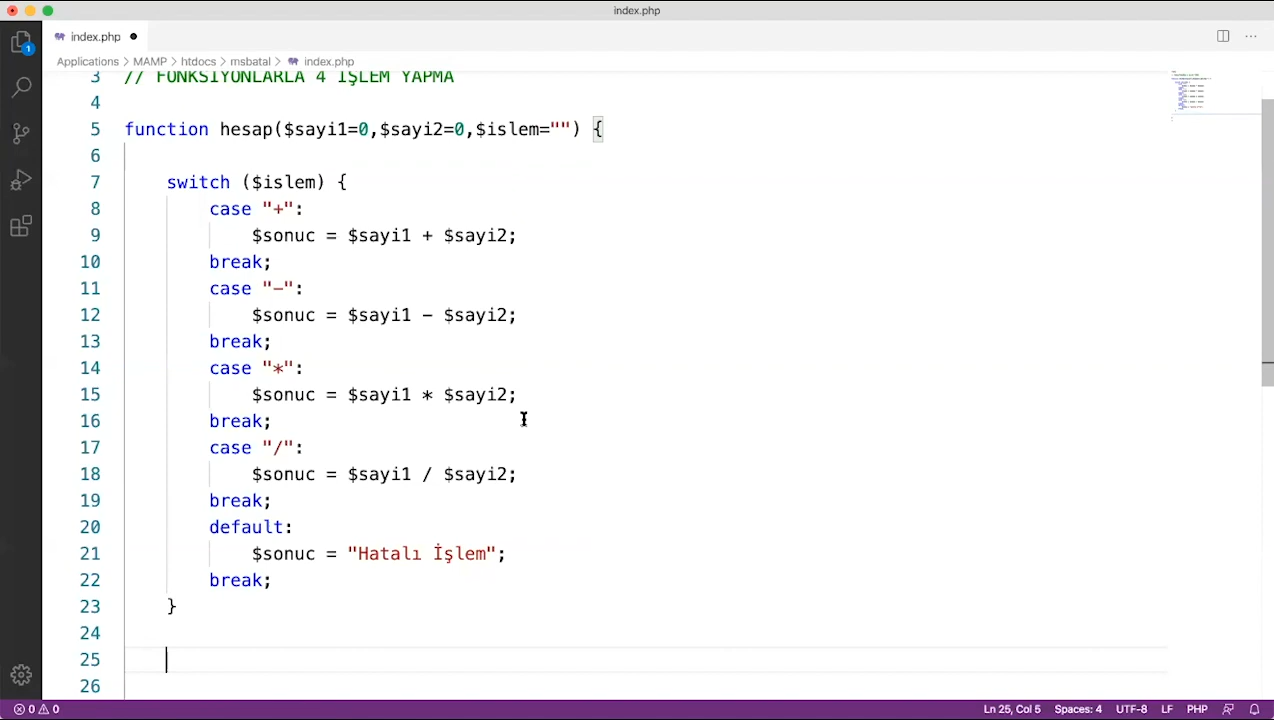 index.php
index.php
Applications > MAMP > htdocs > msbatal > index.php
1
3 // FONKSİYONLARLA 4 İŞLEM YAPMA
4
5 function hesap($sayi1=0,$sayi2=0,$islem="") {
6
7 switch ($islem) {
8 case "+":
9 $sonuc = $sayi1 + $sayi2;
10 break;
11 case "-":
12 $sonuc = $sayi1 - $sayi2;
13 break;
14 case "*":
15 $sonuc = $sayi1 * $sayi2;
16 break;
17 case "/":
18 $sonuc = $sayi1 / $sayi2;
19 break;
20 default:
21 $sonuc = "Hatalı İşlem";
22 break;
23 }
24
25
26
0 0 Ln 25, Col 5 Spaces: 4 UTF-8 LF PHP